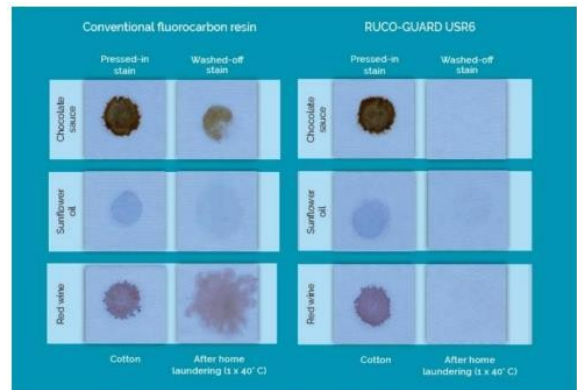 Conventional fluorocarbon resin
RUCO-GUARD USR6
Pressed-in
stain
Washed-off
stain
Pressed-in
stain
Washed-off
stain
Chocolate
sauce
Chocolate
sauce
Sunflower
oil
Sunflower
oil
Red wine
Red wine
Cotton
After home
laundering (1 x 40° C)
Cotton
After home
laundering (1 x 40° C)